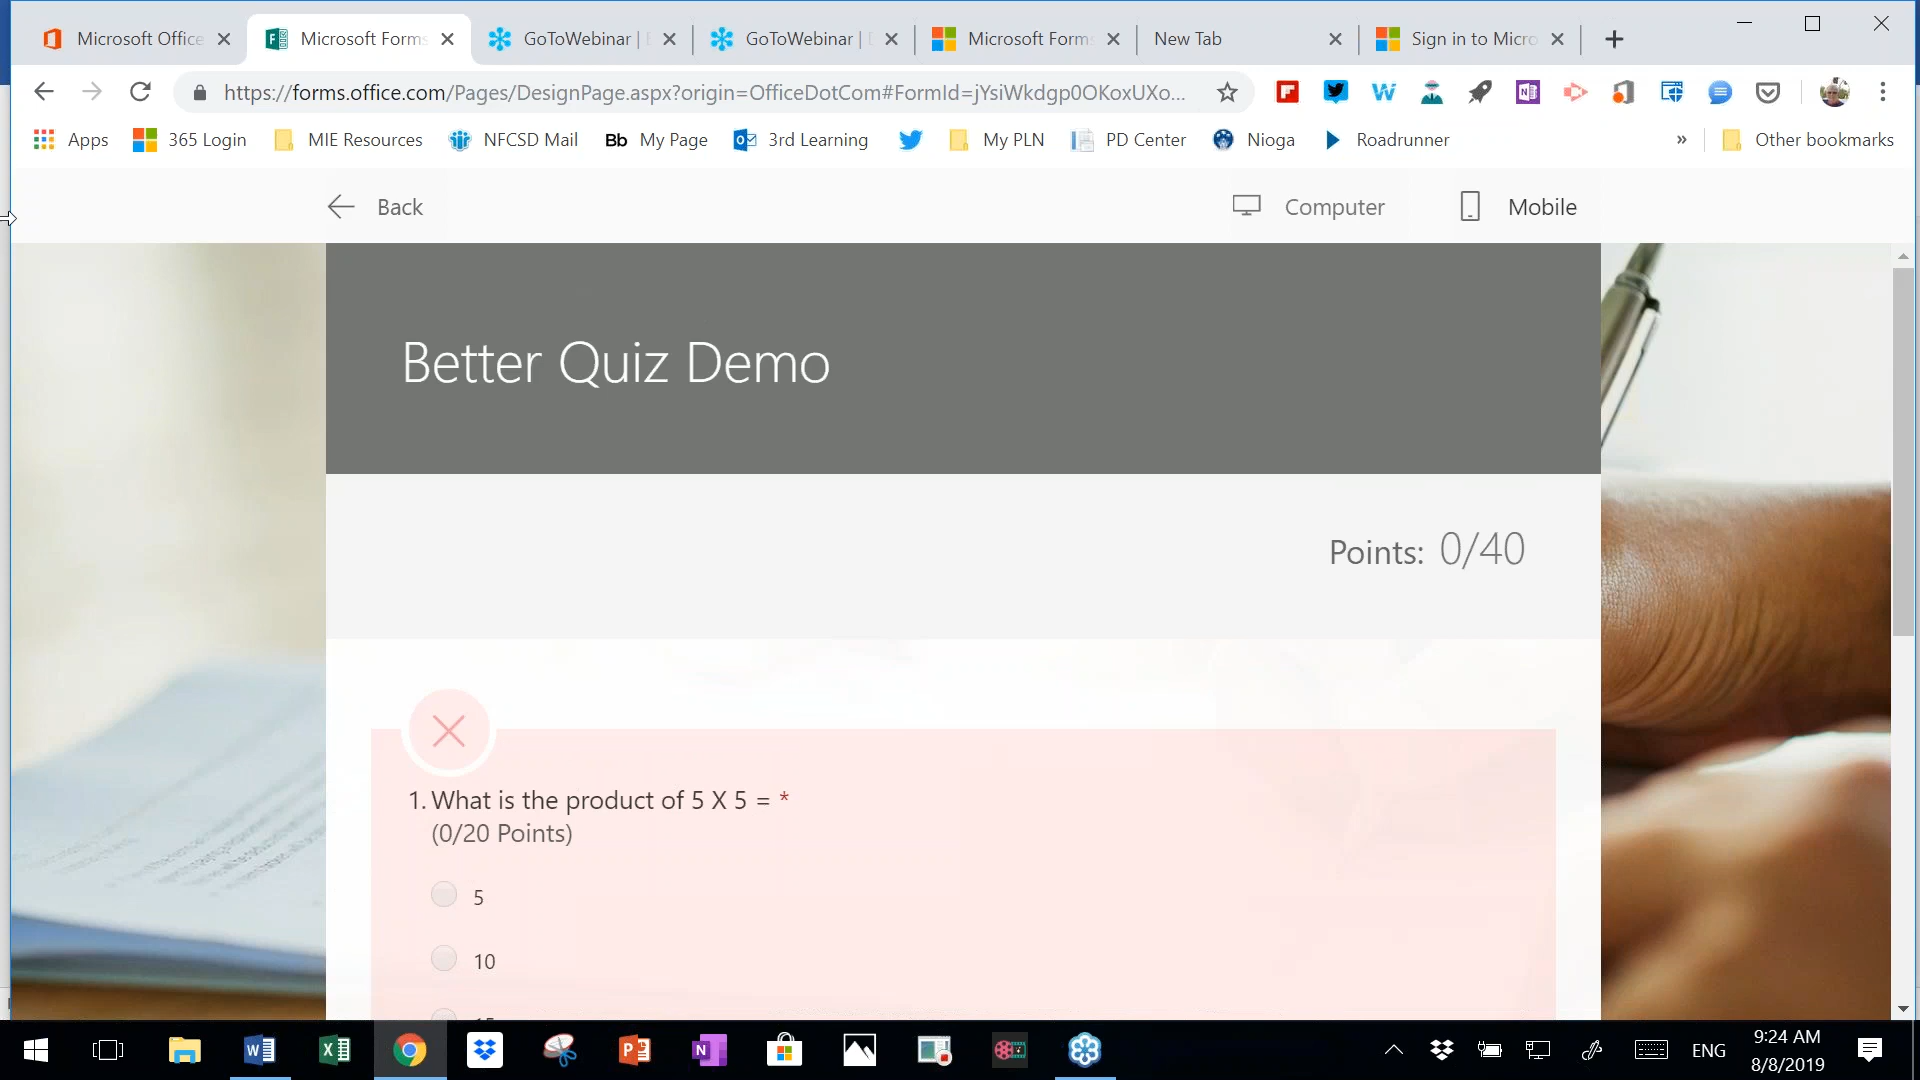 Microsoft Office
Microsoft Forms
GoToWebinar |
GoToWebinar |
Microsoft Forms
New Tab
Sign in to Micro
https://forms.office.com/Pages/DesignPage.aspx?origin=OfficeDotCom#FormId=jYsiWkdgp0OKoxUXo...
Apps
365 Login
MIE Resources
NFCSD Mail
Bb My Page
3rd Learning
My PLN
PD Center
Nioga
Roadrunner
»
Other bookmarks
Back
Computer
Mobile
Better Quiz Demo
Points: 0/40
1. What is the product of 5 X 5 = *
(0/20 Points)
5
10
ENG
9:24 AM
8/8/2019